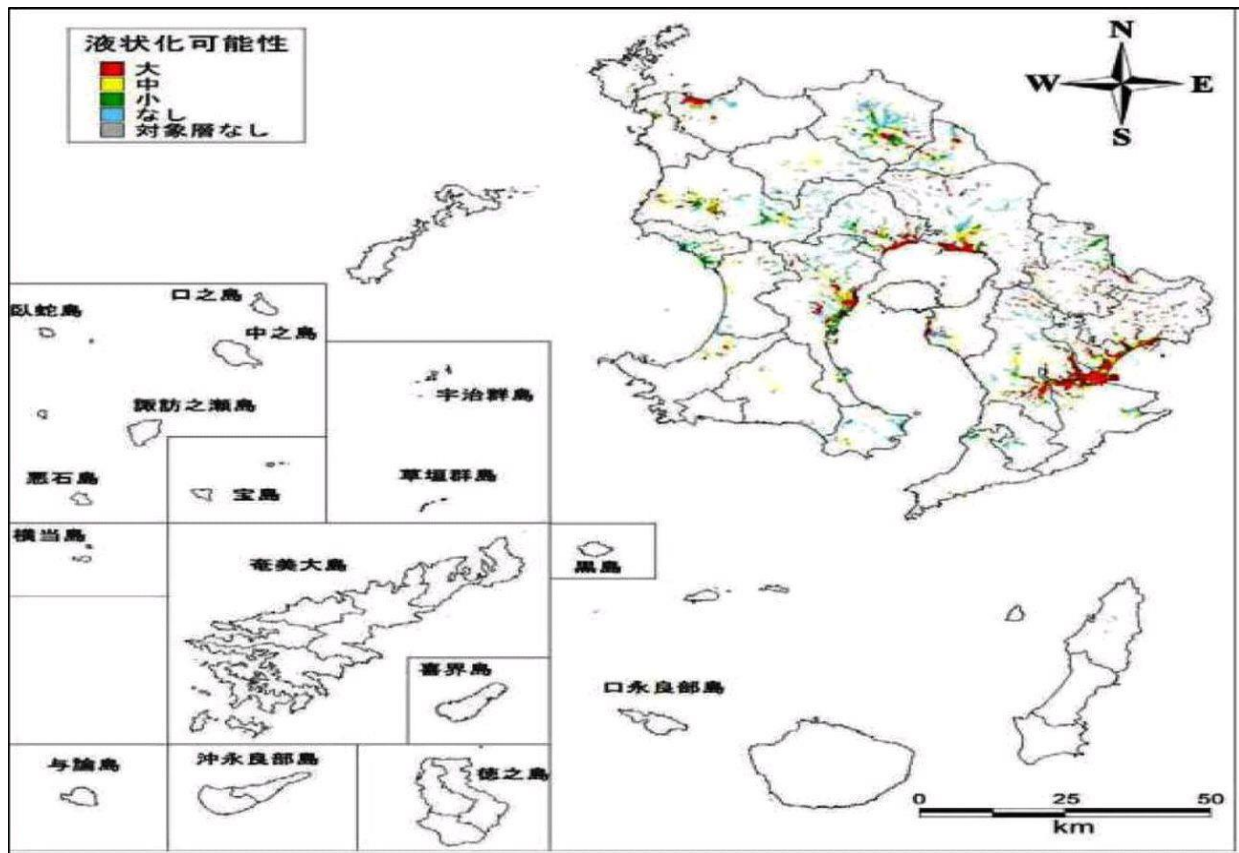 液状化可能性
大
中
小
なし
対象層なし
N
W E
S
臥蛇島
口之島
中之島
諏訪之瀬島
悪石島
宝島
宇治群島
草垣群島
横当島
奄美大島
黒島
喜界島
口永良部島
与論島
沖永良部島
徳之島
0 25 50
km